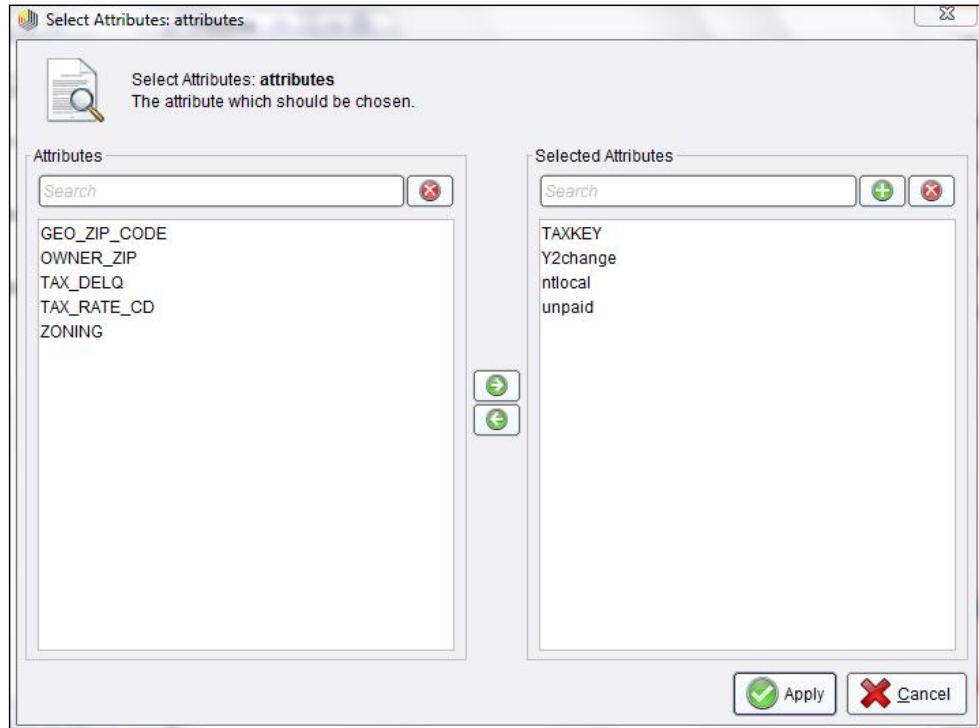 Select Attributes: attributes
Select Attributes: attributes
The attribute which should be chosen.
Attributes
Search
GEO_ZIP_CODE
OWNER_ZIP
TAX_DELQ
TAX_RATE_CD
ZONING
Selected Attributes
Search
TAXKEY
Y2change
ntlocal
unpaid
Apply
Cancel